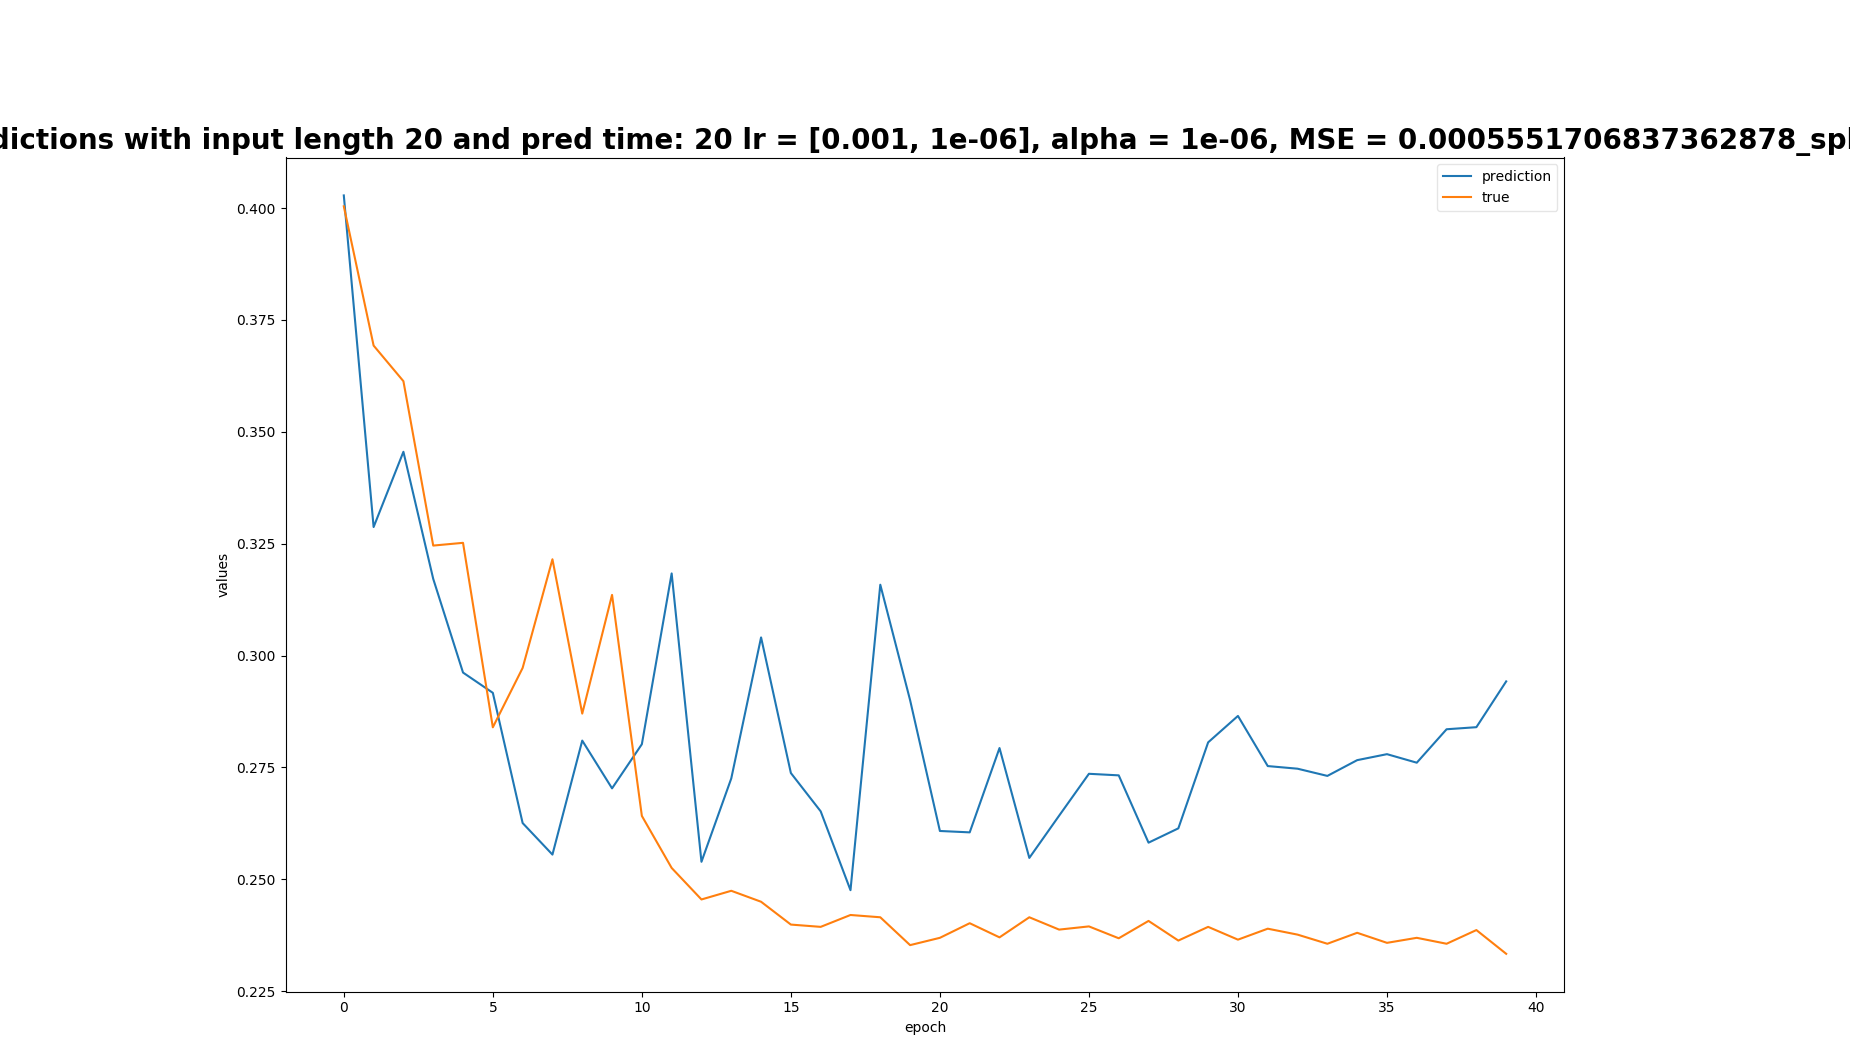 dictions with input length 20 and pred time: 20 lr = [0.001, 1e-06], alpha = 1e-06, MSE = 0.0005551706837362878_spl
prediction
true
0.400
0.375
0.350
0.325
0.300
0.275
0.250
0.225
values
0 5 10 15 20 25 30 35 40
epoch